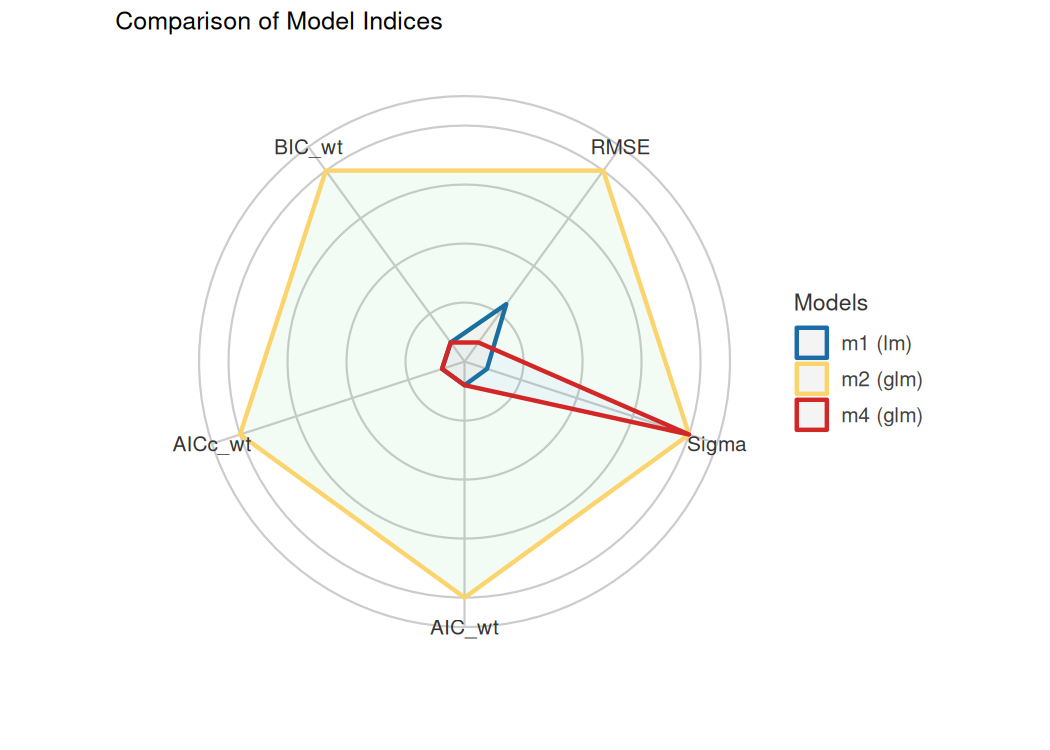 Comparison of Model Indices
BIC_wt
RMSE
Models
m1 (lm)
m2 (glm)
m4 (glm)
AICc_wt
Sigma
AIC_wt